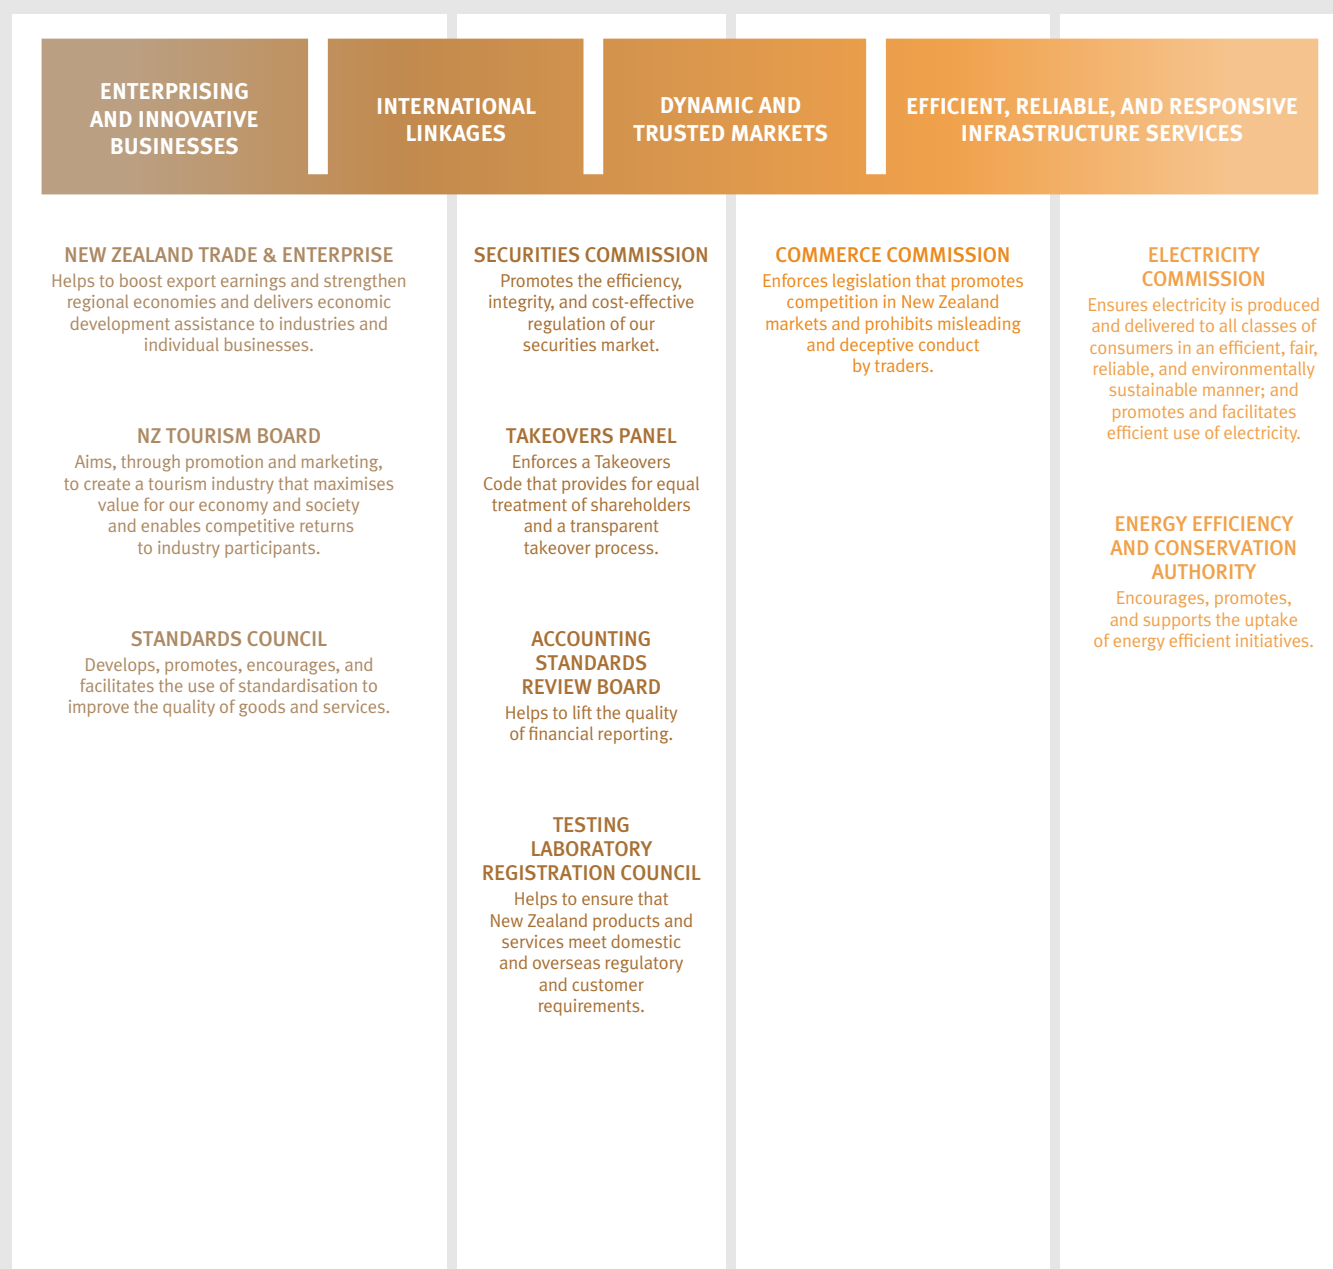 ENTERPRISING
AND INNOVATIVE
BUSINESSES
INTERNATIONAL
LINKAGES
DYNAMIC AND
TRUSTED MARKETS
EFFICIENT, RELIABLE, AND RESPONSIVE
INFRASTRUCTURE SERVICES
NEW ZEALAND TRADE & ENTERPRISE
Helps to boost export earnings and strengthen
regional economies and delivers economic
development assistance to industries and
individual businesses.
NZ TOURISM BOARD
Aims, through promotion and marketing,
to create a tourism industry that maximises
value for our economy and society
and enables competitive returns
to industry participants.
STANDARDS COUNCIL
Develops, promotes, encourages, and
facilitates the use of standardisation to
improve the quality of goods and services.
SECURITIES COMMISSION
Promotes the efficiency,
integrity, and cost-effective
regulation of our
securities market.
TAKEOVERS PANEL
Enforces a Takeovers
Code that provides for equal
treatment of shareholders
and a transparent
takeover process.
ACCOUNTING
STANDARDS
REVIEW BOARD
Helps to lift the quality
of financial reporting.
TESTING
LABORATORY
REGISTRATION COUNCIL
Helps to ensure that
New Zealand products and
services meet domestic
and overseas regulatory
and customer
requirements.
COMMERCE COMMISSION
Enforces legislation that promotes
competition in New Zealand
markets and prohibits misleading
and deceptive conduct
by traders.
ELECTRICITY
COMMISSION
Ensures electricity is produced
and delivered to all classes of
consumers in an efficient, fair,
reliable, and environmentally
sustainable manner; and
promotes and facilitates
efficient use of electricity.
ENERGY EFFICIENCY
AND CONSERVATION
AUTHORITY
Encourages, promotes,
and supports the uptake
of energy efficient initiatives.